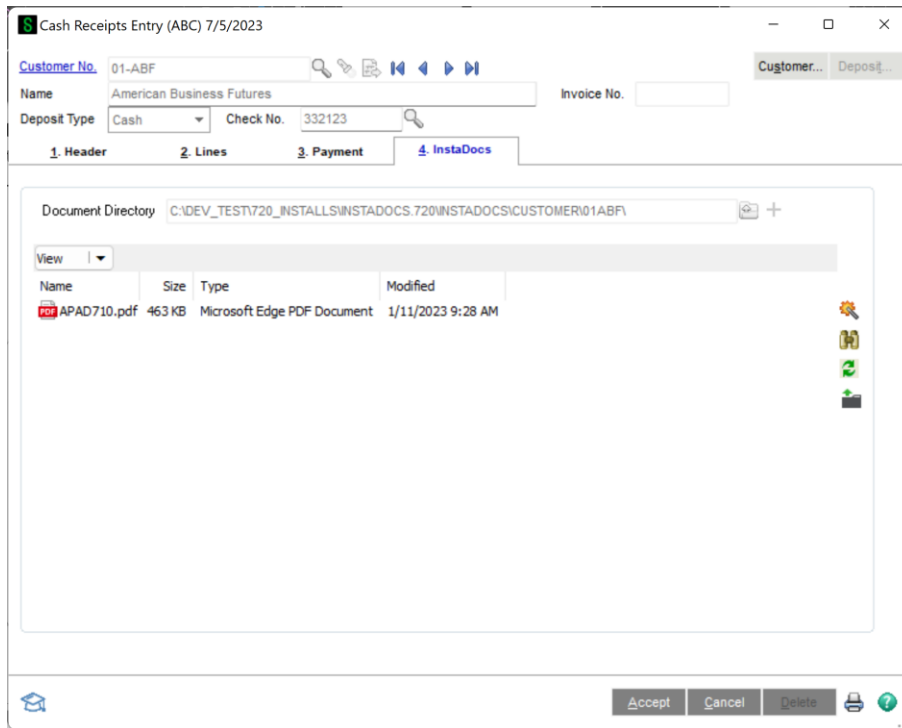 Cash Receipts Entry (ABC) 7/5/2023
Customer No. 01-ABF Customer... Deposit...
Name American Business Futures Invoice No.
Deposit Type Cash Check No. 332123
1. Header 2. Lines 3. Payment 4. InstaDocs
Document Directory C:\DEV_TEST\720_INSTALLS\INSTADOCS.720\INSTADOCS\CUSTOMER\01ABF\
View
Name Size Type Modified
PDF APAD710.pdf 463 KB Microsoft Edge PDF Document 1/11/2023 9:28 AM
Accept Cancel Delete